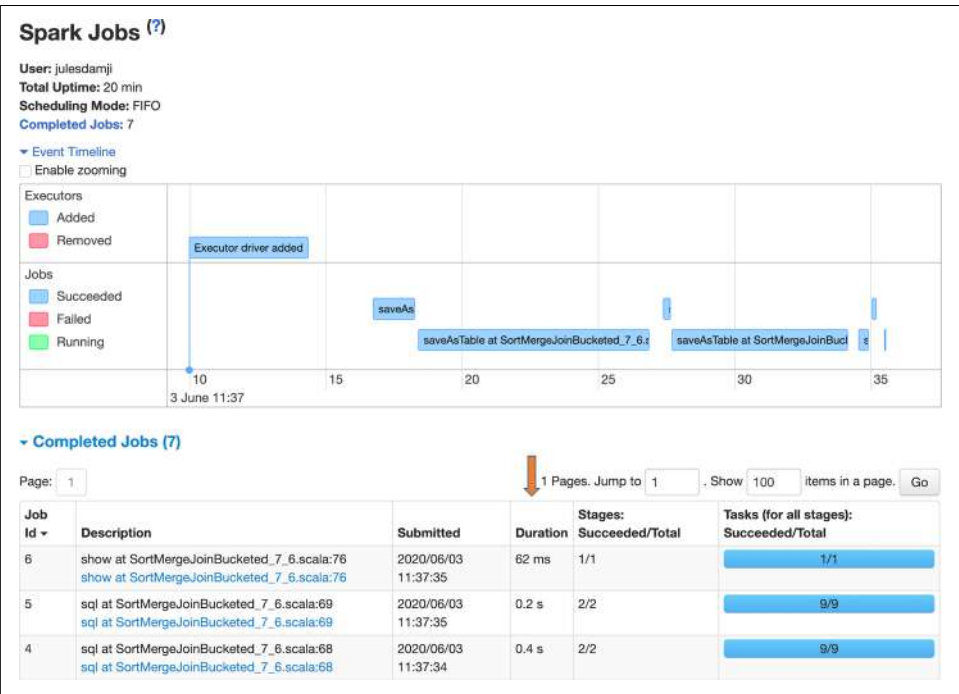 Spark Jobs (?)
User: julesdamji
Total Uptime: 20 min
Scheduling Mode: FIFO
Completed Jobs: 7
Event Timeline
Enable zooming
Executors
Added
Removed
Executor driver added
Jobs
Succeeded
Failed
Running
saveAs
saveAsTable at SortMergeJoinBucketed_7_6.s
saveAsTable at SortMergeJoinBucl
s
10 15 20 25 30 35
3 June 11:37
Completed Jobs (7)
Page: 1 1 Pages. Jump to 1 . Show 100 items in a page. Go
Job Id Description Submitted Duration Stages: Succeeded/Total Tasks (for all stages): Succeeded/Total
6 show at SortMergeJoinBucketed_7_6.scala:76 2020/06/03 62 ms 1/1 1/1
show at SortMergeJoinBucketed_7_6.scala:76 11:37:35
5 sql at SortMergeJoinBucketed_7_6.scala:69 2020/06/03 0.2 s 2/2 9/9
sql at SortMergeJoinBucketed_7_6.scala:69 11:37:35
4 sql at SortMergeJoinBucketed_7_6.scala:68 2020/06/03 0.4 s 2/2 9/9
sql at SortMergeJoinBucketed_7_6.scala:68 11:37:34